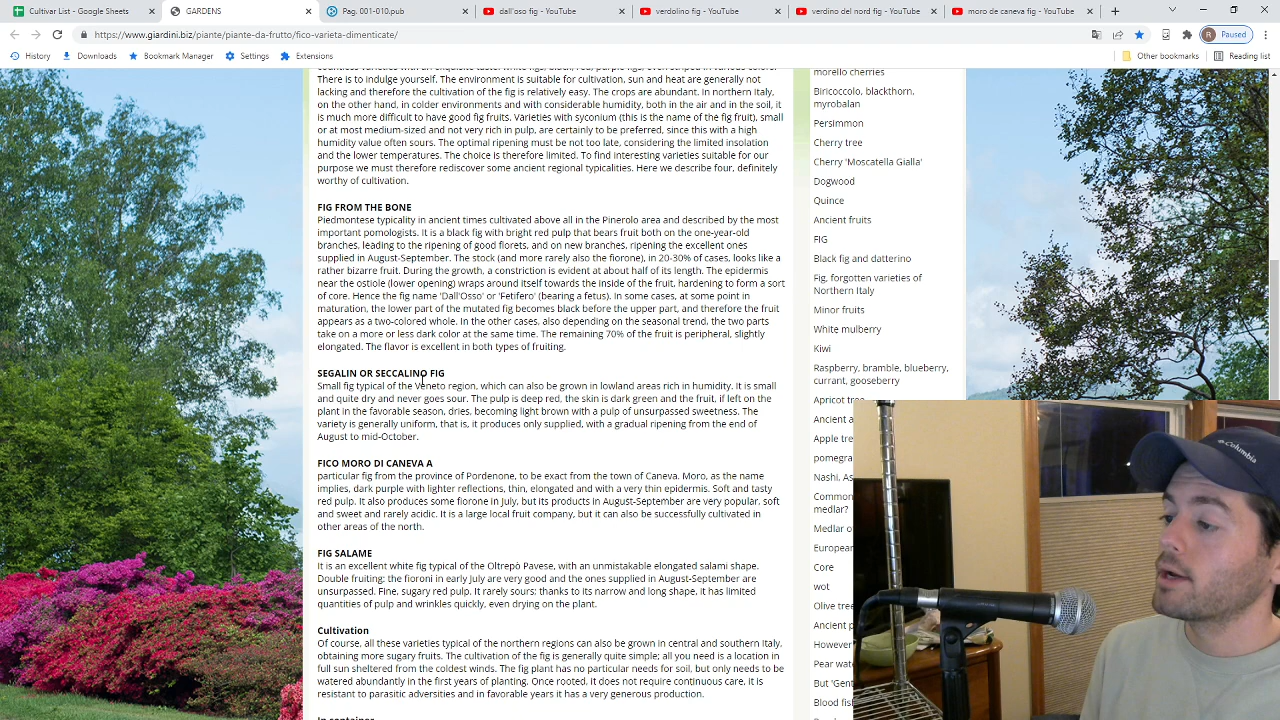 Cultivar List - Google Sheets
GARDENS
Pag. 001-010.pub
dall'oso fig - YouTube
verdolino fig - YouTube
verdino del nord fig - YouTube
moro de caneva fig - YouTube
https://www.giardini.biz/piante/piante-da-frutto/fico-varieta-dimenticate/
R Paused
History
Downloads
Bookmark Manager
Settings
Extensions
Other bookmarks
Reading list
There is to indulge yourself. The environment is suitable for cultivation, sun and heat are generally not
lacking and therefore the cultivation of the fig is relatively easy. The crops are abundant. In northern Italy,
on the other hand, in colder environments and with considerable humidity, both in the air and in the soil, it
is much more difficult to have good fig fruits. Varieties with syconium (this is the name of the fig fruit), small
or at most medium-sized and not very rich in pulp, are certainly to be preferred, since this with a high
humidity value often sours. The optimal ripening must be not too late, considering the limited insolation
and the lower temperatures. The choice is therefore limited. To find interesting varieties suitable for our
purpose we must therefore rediscover some ancient regional typicalities. Here we describe four, definitely
worthy of cultivation.
FIG FROM THE BONE
Piedmontese typicality in ancient times cultivated above all in the Pinerolo area and described by the most
important pomologists. It is a black fig with bright red pulp that bears fruit both on the one-year-old
branches, leading to the ripening of good florets, and on new branches, ripening the excellent ones
supplied in August-September. The stock (and more rarely also the fiorone), in 20-30% of cases, looks like a
rather bizarre fruit. During the growth, a constriction is evident at about half of its length. The epidermis
near the ostiole (lower opening) wraps around itself towards the inside of the fruit, hardening to form a sort
of core. Hence the fig name 'Dall'Osso' or 'Fetifero' (bearing a fetus). In some cases, at some point in
maturation, the lower part of the mutated fig becomes black before the upper part, and therefore the fruit
appears as a two-colored whole. In the other cases, also depending on the seasonal trend, the two parts
take on a more or less dark color at the same time. The remaining 70% of the fruit is peripheral, slightly
elongated. The flavor is excellent in both types of fruiting.
SEGALIN OR SECCALINO FIG
Small fig typical of the Veneto region, which can also be grown in lowland areas rich in humidity. It is small
and quite dry and never goes sour. The pulp is deep red, the skin is dark green and the fruit, if left on the
plant in the favorable season, dries, becoming light brown with a pulp of unsurpassed sweetness. The
variety is generally uniform, that is, it produces only supplied, with a gradual ripening from the end of
August to mid-October.
FICO MORO DI CANEVA A
particular fig from the province of Pordenone, to be exact from the town of Caneva. Moro, as the name
implies, dark purple with lighter reflections, thin, elongated and with a very thin epidermis. Soft and tasty
red pulp. It also produces some fiorone in July, but its products in August-September are very popular, soft
and sweet and rarely acidic. It is a large local fruit company, but it can also be successfully cultivated in
other areas of the north.
FIG SALAME
It is an excellent white fig typical of the Oltrepò Pavese, with an unmistakable elongated salami shape.
Double fruiting: the fioroni in early July are very good and the ones supplied in August-September are
unsurpassed. Fine, sugary red pulp. It rarely sours: thanks to its narrow and long shape, it has limited
quantities of pulp and wrinkles quickly, even drying on the plant.
Cultivation
Of course, all these varieties typical of the northern regions can also be grown in central and southern Italy,
obtaining more sugary fruits. The cultivation of the fig is generally quite simple; all you need is a location in
full sun sheltered from the coldest winds. The fig plant has no particular needs for soil, but only needs to be
watered abundantly in the first years of planting. Once rooted, it does not require continuous care, it is
resistant to parasitic adversities and in favorable years it has a very generous production.
In container
morello cherries
Biricoccolo, blackthorn,
myrobalan
Persimmon
Cherry tree
Cherry 'Moscatella Gialla'
Dogwood
Quince
Ancient fruits
FIG
Black fig and datterino
Fig, forgotten varieties of
Northern Italy
Minor fruits
White mulberry
Kiwi
Raspberry, bramble, blueberry,
currant, gooseberry
Apricot tree
Ancient a
Apple tre
pomegra
Nashi, As
Common
medlar?
Medlar o
European
Core
wot
Olive tree
Ancient p
However
Pear wate
But 'Gent
Blood fis
Columbia